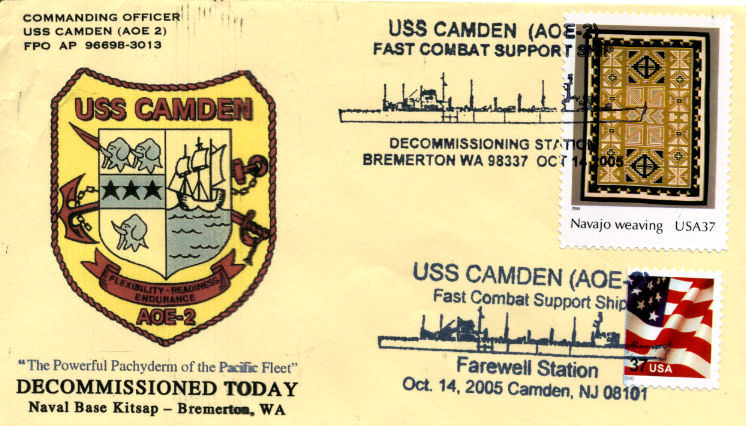 COMMANDING OFFICER
USS CAMDEN (AOE 2)
FPO AP 96698-3013
USS CAMDEN
FLEXIBILITY - READINESS
ENDURANCE
AOE-2
"The Powerful Pachyderm of the Pacific Fleet"
DECOMMISSIONED TODAY
Naval Base Kitsap – Bremerton, WA
USS CAMDEN (AOE-2)
FAST COMBAT SUPPORT SHIP
DECOMMISSIONING STATION
BREMERTON WA 98337 OCT 14 2005
Navajo weaving USA37
USS CAMDEN (AOE-2)
Fast Combat Support Ship
Farewell Station
Oct. 14, 2005 Camden, NJ 08101
37 USA